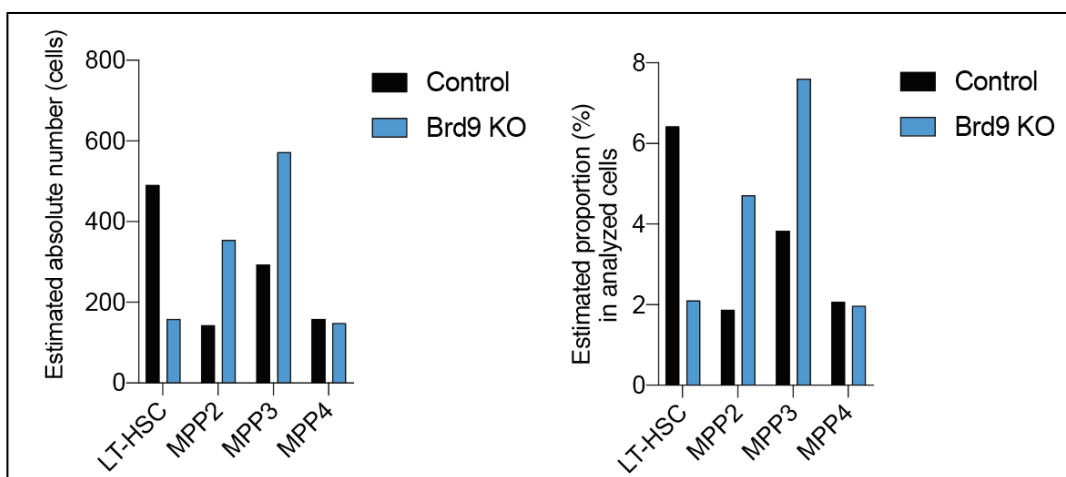 Estimated absolute number (cells)
800
600
400
200
0
LT-HSC
MPP2
MPP3
MPP4
Control
Brd9 KO
Estimated proportion (%)
in analyzed cells
8
6
4
2
0
LT-HSC
MPP2
MPP3
MPP4
Control
Brd9 KO